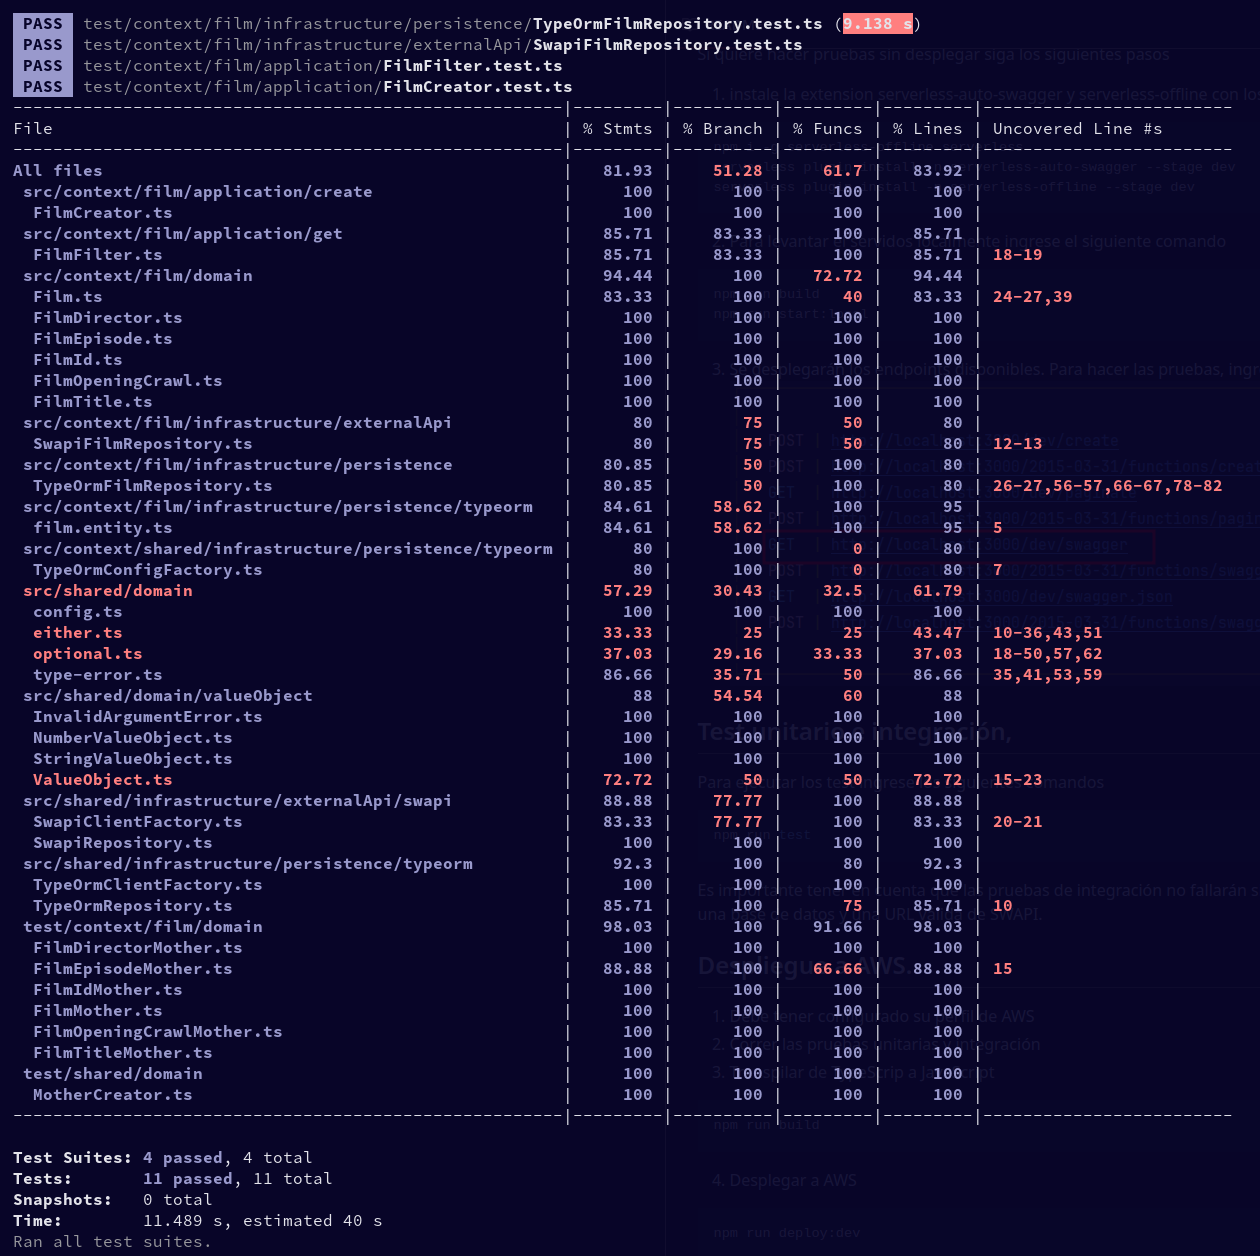 PASS test/context/film/infrastructure/persistence/TypeOrmFilmRepository.test.ts (9.138 s)
PASS test/context/film/infrastructure/externalApi/SwapiFilmRepository.test.ts
PASS test/context/film/application/FilmFilter.test.ts
PASS test/context/film/application/FilmCreator.test.ts
File | % Stmts | % Branch | % Funcs | % Lines | Uncovered Line #s
All files | 81.93 | 51.28 | 61.7 | 83.92 |
src/context/film/application/create | 100 | 100 | 100 | 100 |
FilmCreator.ts | 100 | 100 | 100 | 100 |
src/context/film/application/get | 85.71 | 83.33 | 100 | 85.71 |
FilmFilter.ts | 85.71 | 83.33 | 100 | 85.71 | 18-19
src/context/film/domain | 94.44 | 100 | 72.72 | 94.44 |
Film.ts | 83.33 | 100 | 40 | 83.33 | 24-27,39
FilmDirector.ts | 100 | 100 | 100 | 100 |
FilmEpisode.ts | 100 | 100 | 100 | 100 |
FilmId.ts | 100 | 100 | 100 | 100 |
FilmOpeningCrawl.ts | 100 | 100 | 100 | 100 |
FilmTitle.ts | 100 | 100 | 100 | 100 |
src/context/film/infrastructure/externalApi | 80 | 75 | 50 | 80 |
SwapiFilmRepository.ts | 80 | 75 | 50 | 80 | 12-13
src/context/film/infrastructure/persistence | 80.85 | 50 | 100 | 80 |
TypeOrmFilmRepository.ts | 80.85 | 50 | 100 | 80 | 26-27,56-57,66-67,78-82
src/context/film/infrastructure/persistence/typeorm | 84.61 | 58.62 | 100 | 95 |
film.entity.ts | 84.61 | 58.62 | 100 | 95 | 5
src/context/shared/infrastructure/persistence/typeorm | 80 | 100 | 0 | 80 |
TypeOrmConfigFactory.ts | 80 | 100 | 0 | 80 | 7
src/shared/domain | 57.29 | 30.43 | 32.5 | 61.79 |
config.ts | 100 | 100 | 100 | 100 |
either.ts | 33.33 | 25 | 25 | 43.47 | 10-36,43,51
optional.ts | 37.03 | 29.16 | 33.33 | 37.03 | 18-50,57,62
type-error.ts | 86.66 | 35.71 | 50 | 86.66 | 35,41,53,59
src/shared/domain/valueObject | 88 | 54.54 | 60 | 88 |
InvalidArgumentError.ts | 100 | 100 | 100 | 100 |
NumberValueObject.ts | 100 | 100 | 100 | 100 |
StringValueObject.ts | 100 | 100 | 100 | 100 |
ValueObject.ts | 72.72 | 50 | 50 | 72.72 | 15-23
src/shared/infrastructure/externalApi/swapi | 88.88 | 77.77 | 100 | 88.88 |
SwapiClientFactory.ts | 83.33 | 77.77 | 100 | 83.33 | 20-21
SwapiRepository.ts | 100 | 100 | 100 | 100 |
src/shared/infrastructure/persistence/typeorm | 92.3 | 100 | 80 | 92.3 |
TypeOrmClientFactory.ts | 100 | 100 | 100 | 100 |
TypeOrmRepository.ts | 85.71 | 100 | 75 | 85.71 | 10
test/context/film/domain | 98.03 | 100 | 91.66 | 98.03 |
FilmDirectorMother.ts | 100 | 100 | 100 | 100 |
FilmEpisodeMother.ts | 88.88 | 100 | 66.66 | 88.88 | 15
FilmIdMother.ts | 100 | 100 | 100 | 100 |
FilmMother.ts | 100 | 100 | 100 | 100 |
FilmOpeningCrawlMother.ts | 100 | 100 | 100 | 100 |
FilmTitleMother.ts | 100 | 100 | 100 | 100 |
test/shared/domain | 100 | 100 | 100 | 100 |
MotherCreator.ts | 100 | 100 | 100 | 100 |
Test Suites: 4 passed, 4 total
Tests: 11 passed, 11 total
Snapshots: 0 total
Time: 11.489 s, estimated 40 s
Ran all test suites.